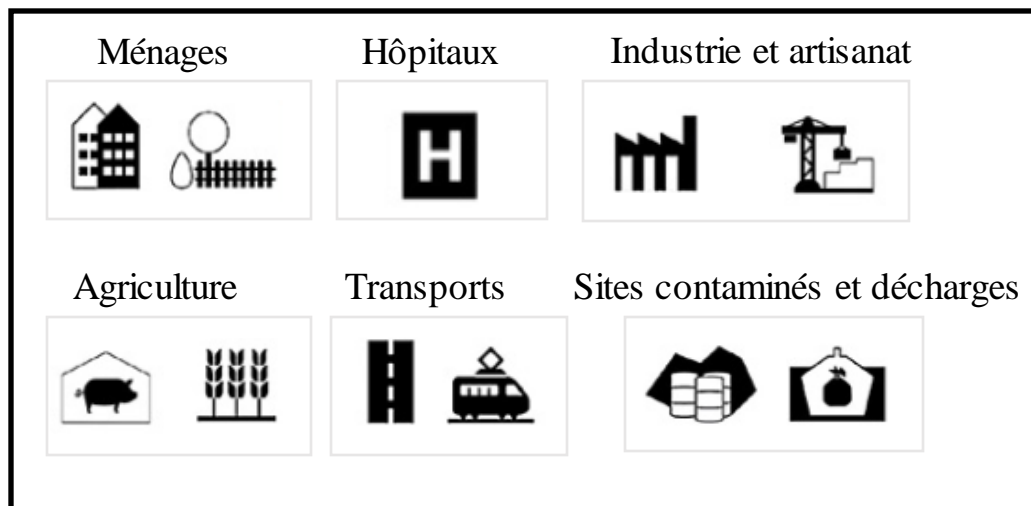 Ménages Hôpitaux Industrie et artisanat
H
Agriculture Transports Sites contaminés et décharges